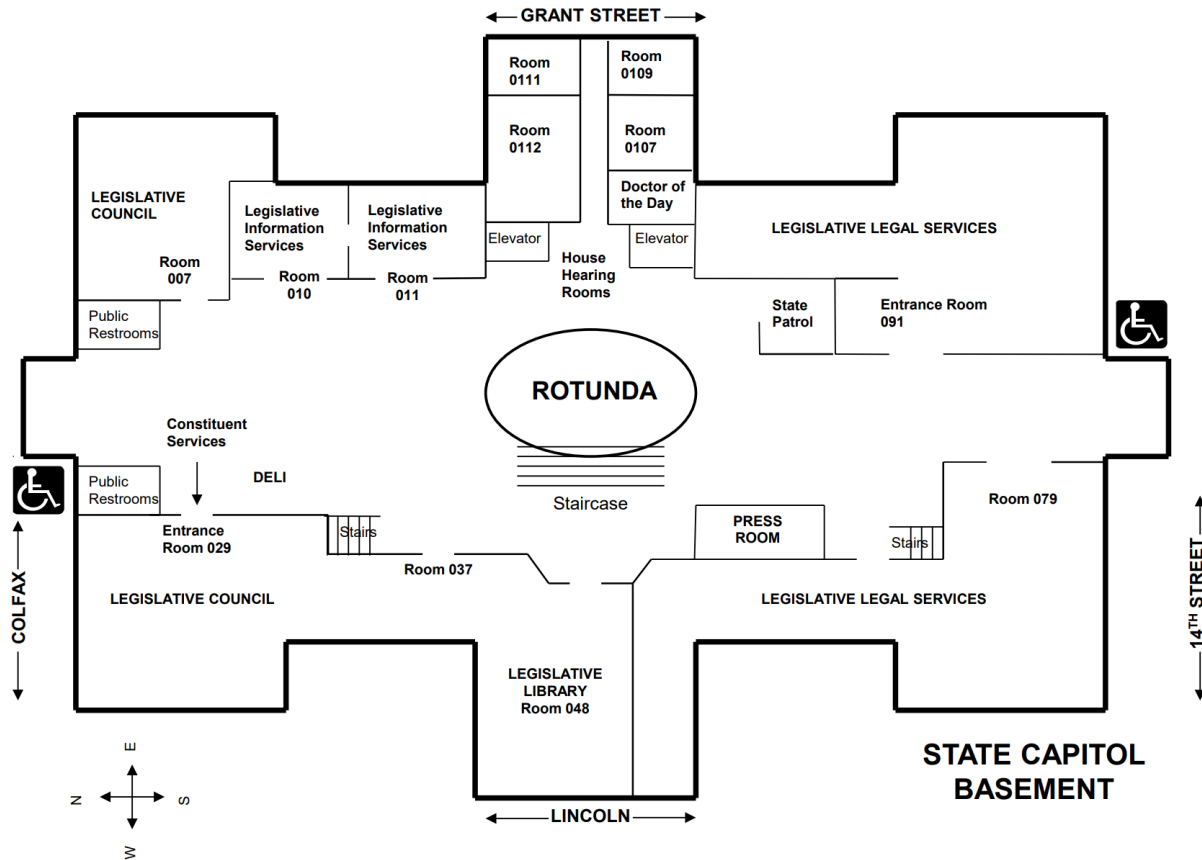 GRANT STREET
Room
0111
Room
0109
Room
0112
Room
0107
Doctor of
the Day
LEGISLATIVE
COUNCIL
Legislative
Information
Services
Legislative
Information
Services
LEGISLATIVE LEGAL SERVICES
Elevator
Elevator
Room
007
Room
010
Room
011
House
Hearing
Rooms
State
Patrol
Entrance Room
091
Public
Restrooms
ROTUNDA
Constituent
Services
Public
Restrooms
DELI
Staircase
Room 079
Entrance
Room 029
Stairs
PRESS
ROOM
Stairs
Room 037
COLFAX
LEGISLATIVE COUNCIL
LEGISLATIVE LEGAL SERVICES
14TH STREET
LEGISLATIVE
LIBRARY
Room 048
E
N
S
W
STATE CAPITOL
BASEMENT
LINCOLN